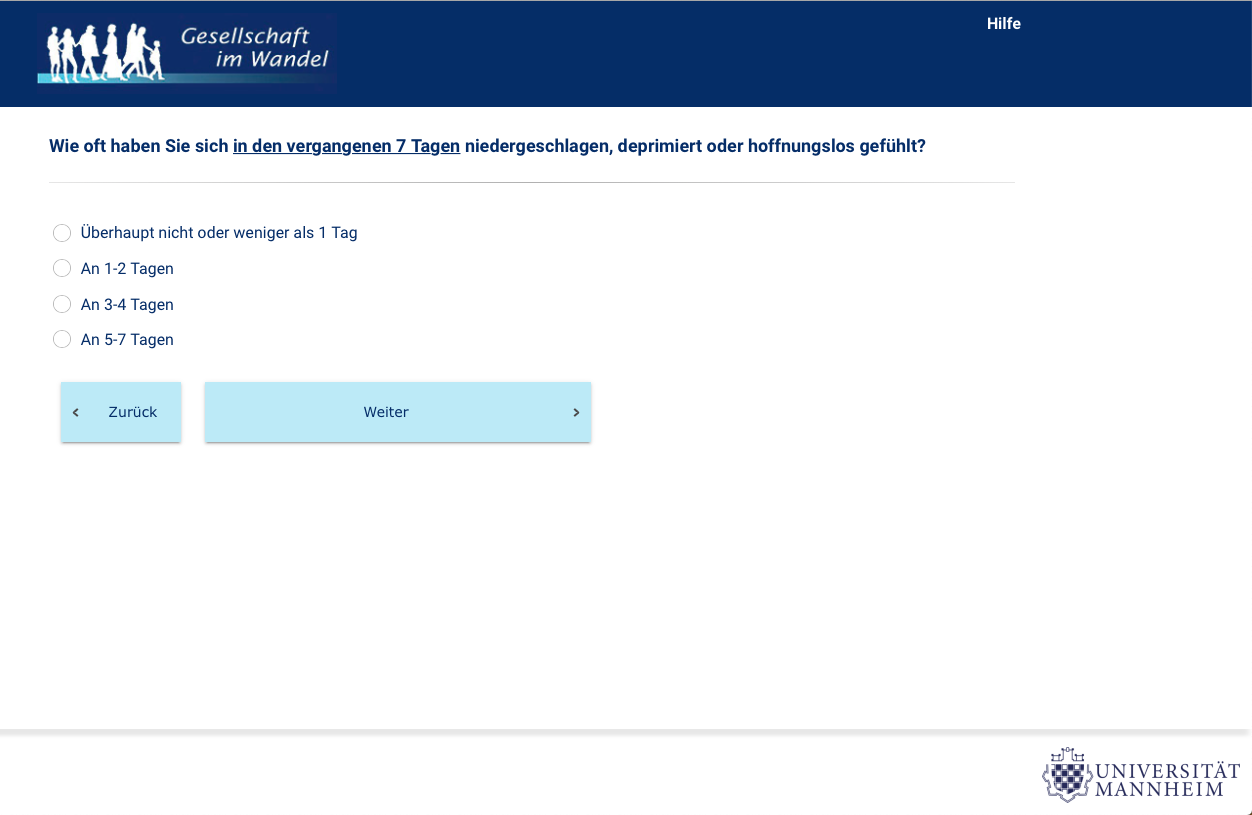 Gesellschaft
im Wandel
Hilfe
Wie oft haben Sie sich in den vergangenen 7 Tagen niedergeschlagen, deprimiert oder hoffnungslos gefühlt?
Überhaupt nicht oder weniger als 1 Tag
An 1-2 Tagen
An 3-4 Tagen
An 5-7 Tagen
Zurück
Weiter
UNIVERSITÄT
MANNHEIM